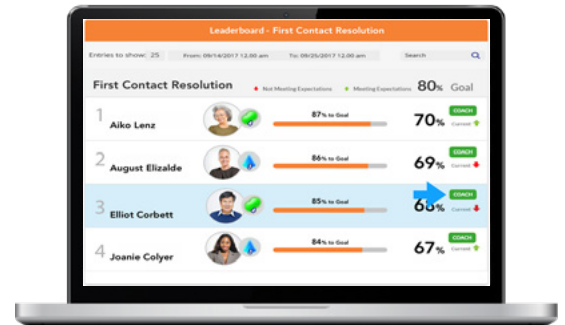 Leaderboard - First Contact Resolution
Entries to show: 25 From: 09/14/2017 12.00 am To: 09/25/2017 12.00 am Search
First Contact Resolution Not Meeting Expectations Meeting Expectations 80% Goal
1 Aiko Lenz 87% to Goal 70% COACH Current
2 August Elizalde 86% to Goal 69% COACH Current
3 Elliot Corbett 85% to Goal 68% COACH Current
4 Joanie Colyer 84% to Goal 67% COACH Current